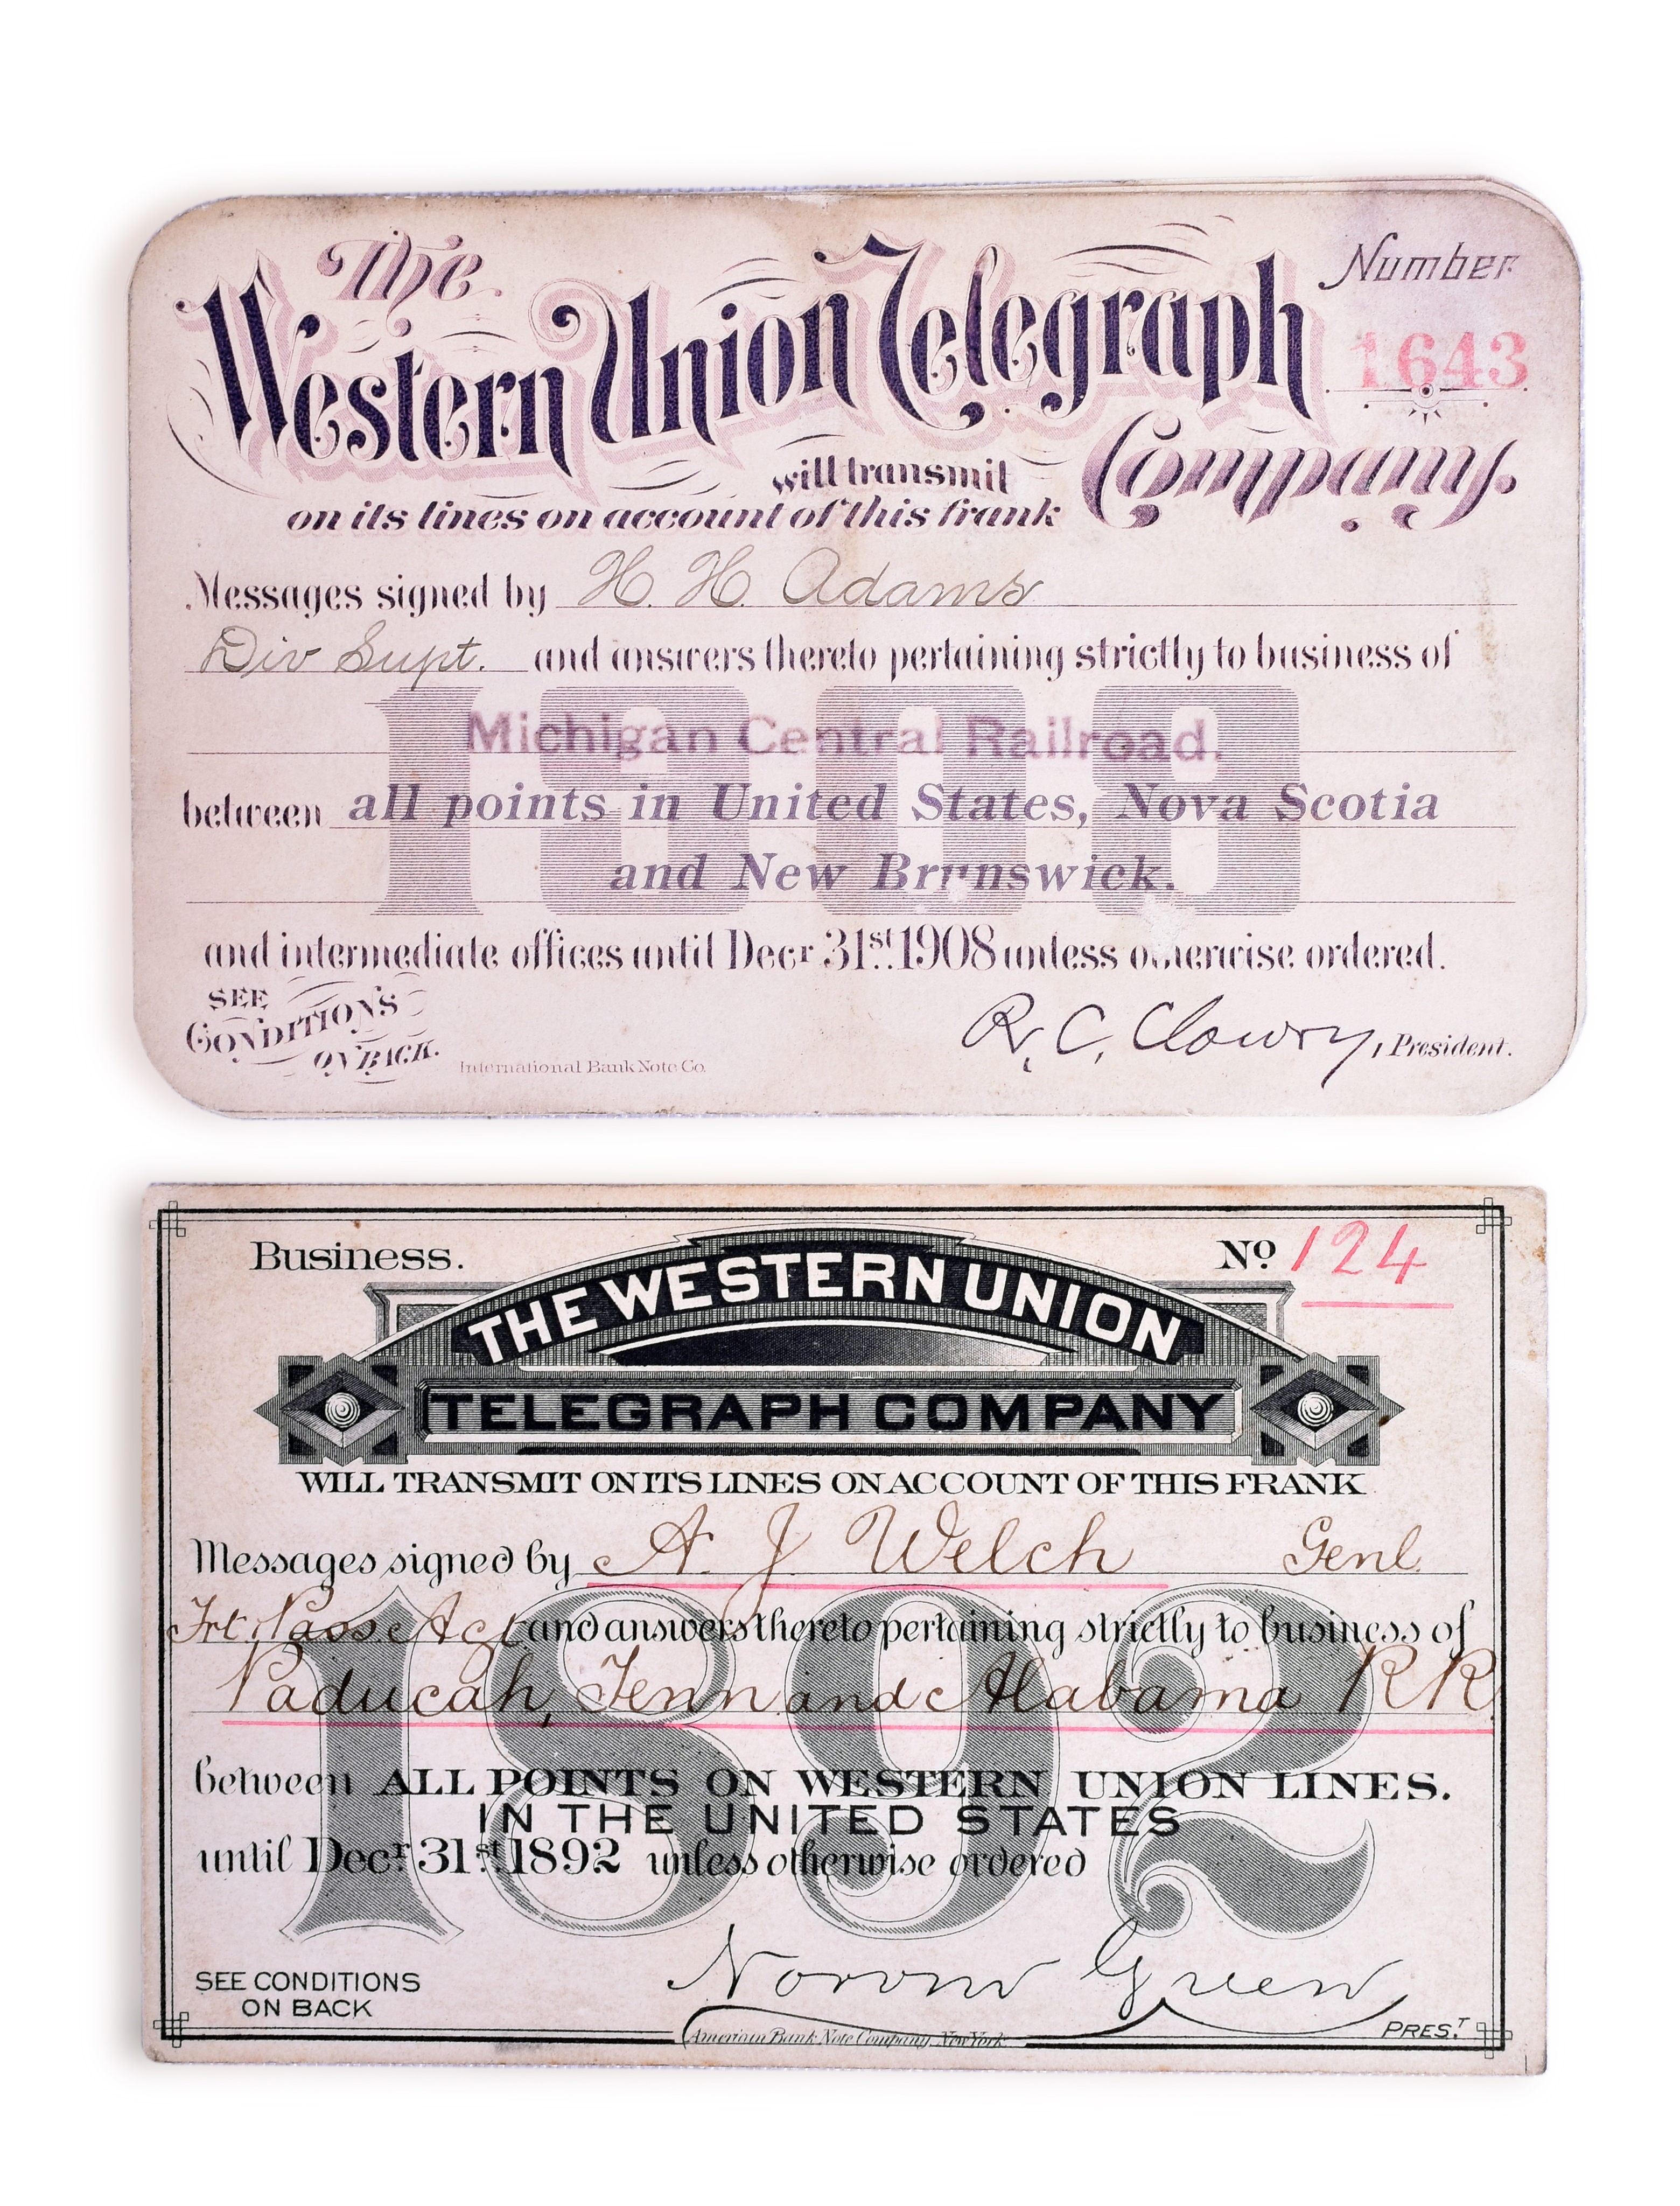 The
Western Union Telegraph
Company.
Number
1643
will transmit
on its lines on account of this frank
Messages signed by H. H. Adams
Div Supt. and answers thereto pertaining strictly to business of
1908
Michigan Central Railroad.
between all points in United States, Nova Scotia
and New Brunswick.
and intermediate offices until Decr 31st 1908 unless otherwise ordered.
SEE
CONDITIONS
ON BACK.
International Bank Note Co.
R. C. Clowry, President.
Business.
No 124
THE WESTERN UNION
TELEGRAPH COMPANY
WILL TRANSMIT ON ITS LINES ON ACCOUNT OF THIS FRANK
Messages signed by A. J. Welch Genl
Frt. Pass Agt and answers thereto pertaining strictly to business of
Paducah, Tenn and Alabama RR
1892
between ALL POINTS ON WESTERN UNION LINES.
IN THE UNITED STATES
until Decr 31st 1892 unless otherwise ordered
Norvin Green
PREST
SEE CONDITIONS
ON BACK
American Bank Note Company, New York